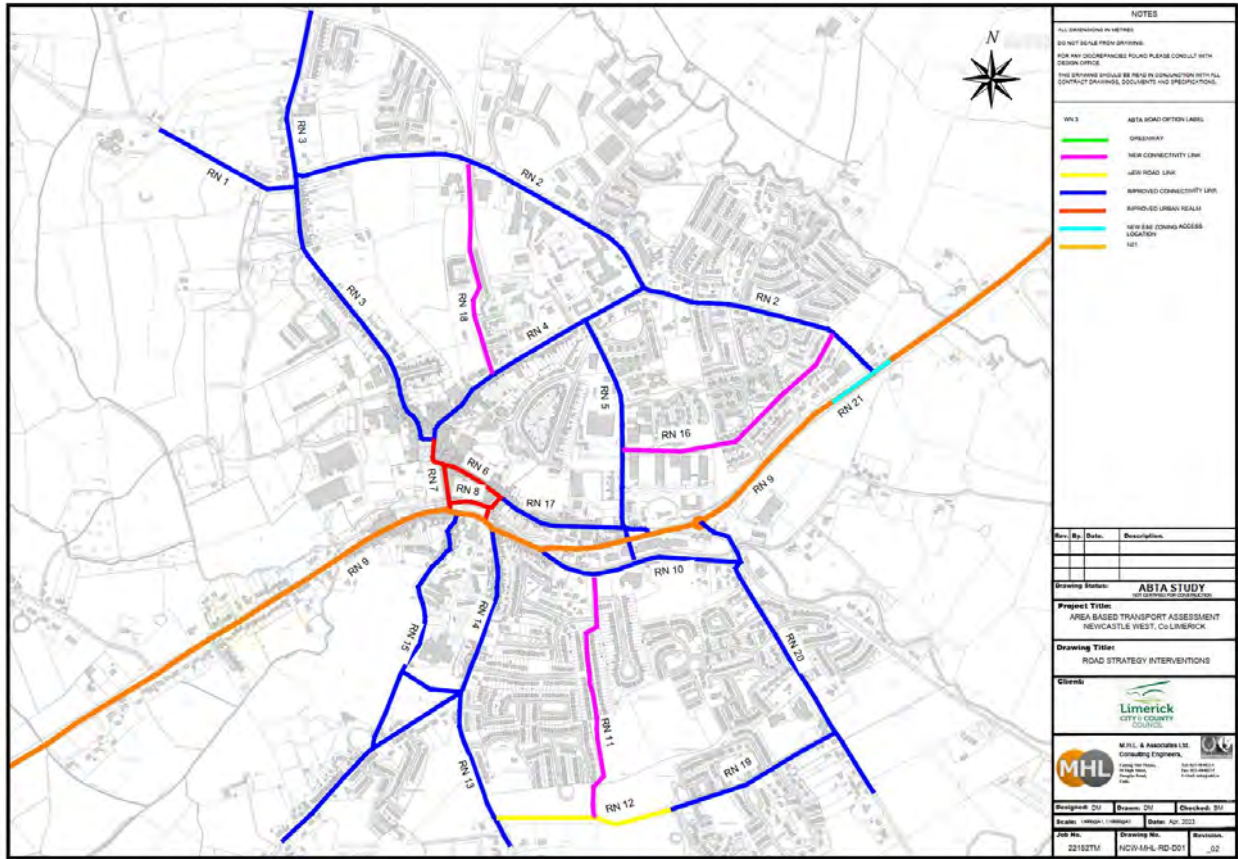 N
RN 3
RN 1
RN 2
RN 3
RN 18
RN 4
RN 2
RN 5
RN 16
RN 21
RN 6
RN 7
RN 8
RN 17
RN 9
RN 9
RN 10
RN 14
RN 15
RN 20
RN 11
RN 13
RN 12
RN 19
NOTES
ALL DIMENSIONS IN METRES
DO NOT SCALE FROM DRAWING.
FOR ANY DISCREPANCIES FOUND PLEASE CONSULT WITH
DESIGN OFFICE.
THIS DRAWING SHOULD BE READ IN CONJUNCTION WITH ALL
CONTRACT DRAWINGS, DOCUMENTS AND SPECIFICATIONS.
ABTA ROAD OPTION LABEL
GREENWAY
NEW CONNECTIVITY LINK
NEW ROAD LINK
IMPROVED CONNECTIVITY LINK
IMPROVED URBAN REALM
ZONING ACCESS
LOCATION
N21
Rev. By. Date. Description.
Drawing Status: ABTA STUDY
NOT CERTIFIED FOR CONSTRUCTION
Project Title:
AREA BASED TRANSPORT ASSESSMENT
NEWCASTLE WEST, Co LIMERICK
Drawing Title:
ROAD STRATEGY INTERVENTIONS
Client:
Limerick
CITY & COUNTY
COUNCIL
MHL
M.H.L. & Associates Ltd.
Consulting Engineers,
Designed: DM Drawn: DM Checked: BM
Scale: Date: Apr. 2023
Job No. Drawing No. Revision.
22152TM NCW-MHL-RD-D01 _02